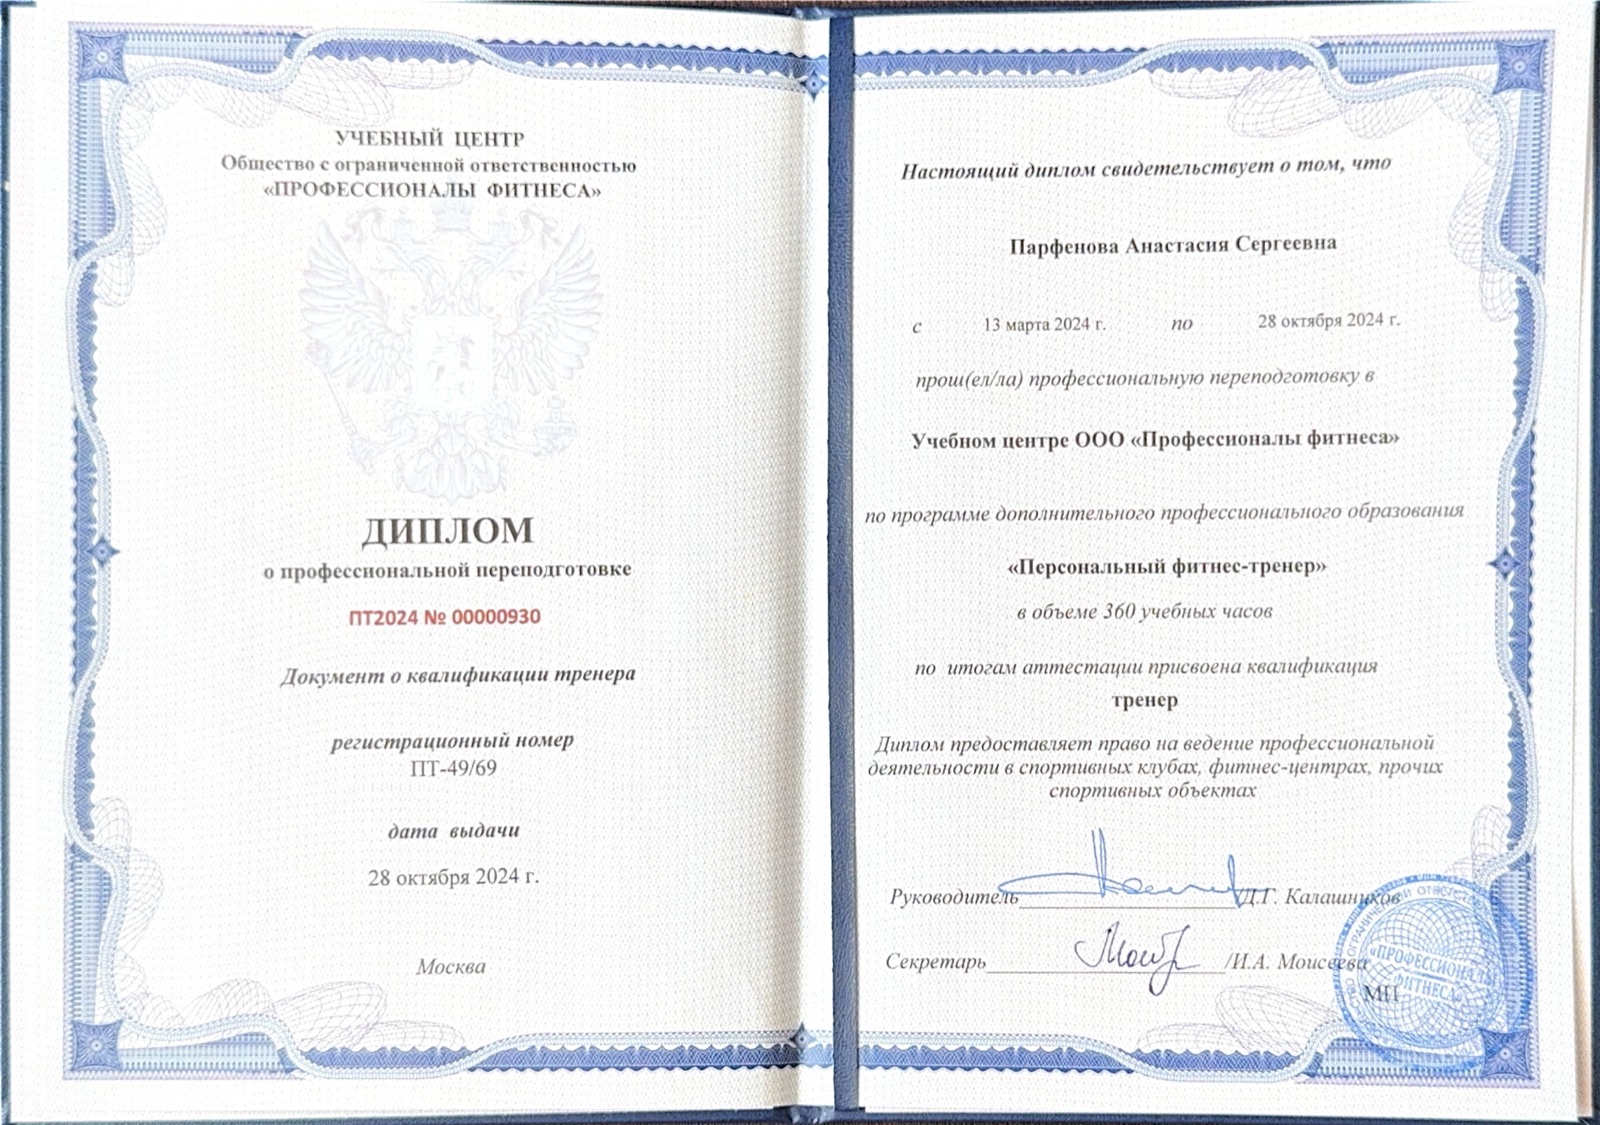 УЧЕБНЫЙ ЦЕНТР
Общество с ограниченной ответственностью
«ПРОФЕССИОНАЛЫ ФИТНЕСА»
ДИПЛОМ
о профессиональной переподготовке
ПТ2024 № 00000930
Документ о квалификации тренера
регистрационный номер
ПТ-49/69
дата выдачи
28 октября 2024 г.
Москва
Настоящий диплом свидетельствует о том, что
Парфенова Анастасия Сергеевна
с 13 марта 2024 г. по 28 октября 2024 г.
прош(ел/ла) профессиональную переподготовку в
Учебном центре ООО «Профессионалы фитнеса»
по программе дополнительного профессионального образования
«Персональный фитнес-тренер»
в объеме 360 учебных часов
по итогам аттестации присвоена квалификация
тренер
Диплом предоставляет право на ведение профессиональной
деятельности в спортивных клубах, фитнес-центрах, прочих
спортивных объектах
Руководитель /Д.Г. Калашников
Секретарь /И.А. Моисеева
МП
«ПРОФЕССИОНАЛЫ
ФИТНЕСА»